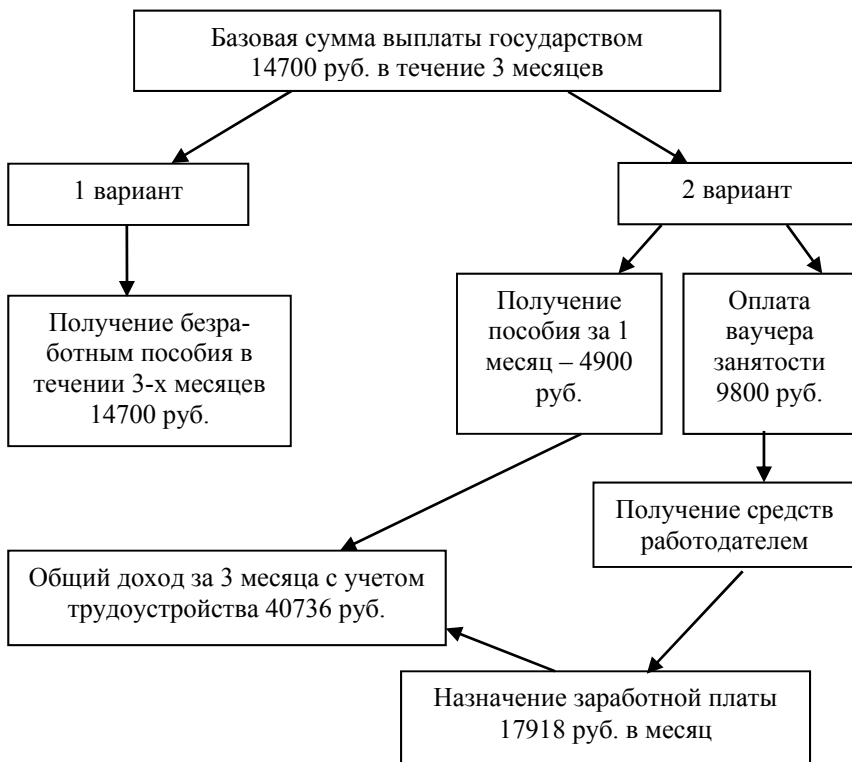 Базовая сумма выплаты государством
14700 руб. в течение 3 месяцев
1 вариант
2 вариант
Получение безра-
ботным пособия в
течении 3-х месяцев
14700 руб.
Получение
пособия за 1
месяц – 4900
руб.
Оплата
ваучера
занятости
9800 руб.
Получение средств
работодателем
Общий доход за 3 месяца с учетом
трудоустройства 40736 руб.
Назначение заработной платы
17918 руб. в месяц